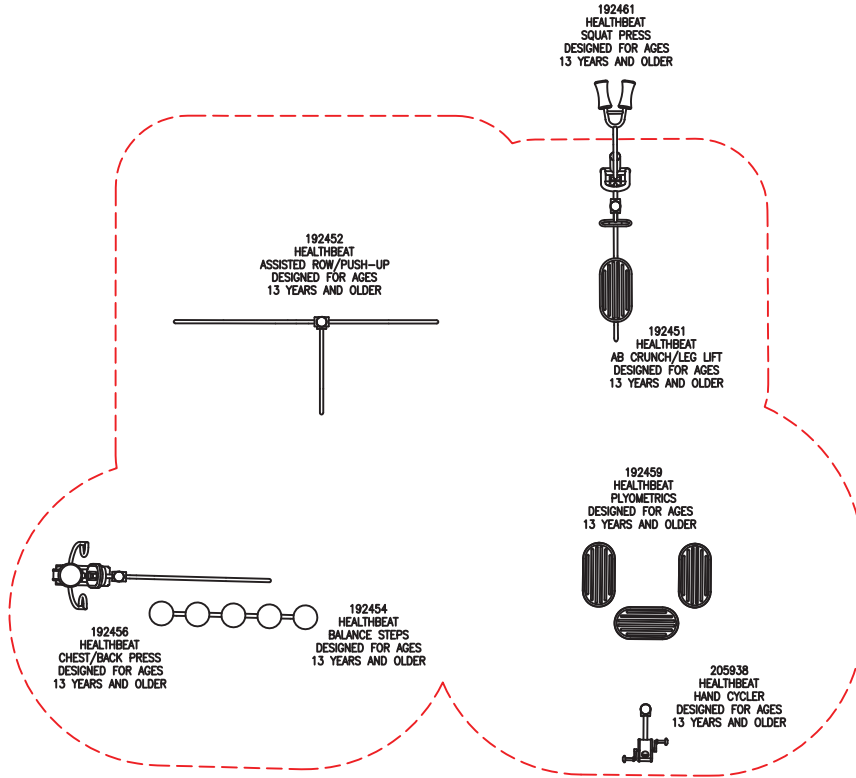 192461
HEALTHBEAT
SQUAT PRESS
DESIGNED FOR AGES
13 YEARS AND OLDER
192452
HEALTHBEAT
ASSISTED ROW/PUSH-UP
DESIGNED FOR AGES
13 YEARS AND OLDER
192451
HEALTHBEAT
AB CRUNCH/LEG LIFT
DESIGNED FOR AGES
13 YEARS AND OLDER
192459
HEALTHBEAT
PLYOMETRICS
DESIGNED FOR AGES
13 YEARS AND OLDER
192454
HEALTHBEAT
BALANCE STEPS
DESIGNED FOR AGES
13 YEARS AND OLDER
192456
HEALTHBEAT
CHEST/BACK PRESS
DESIGNED FOR AGES
13 YEARS AND OLDER
205938
HEALTHBEAT
HAND CYCLER
DESIGNED FOR AGES
13 YEARS AND OLDER